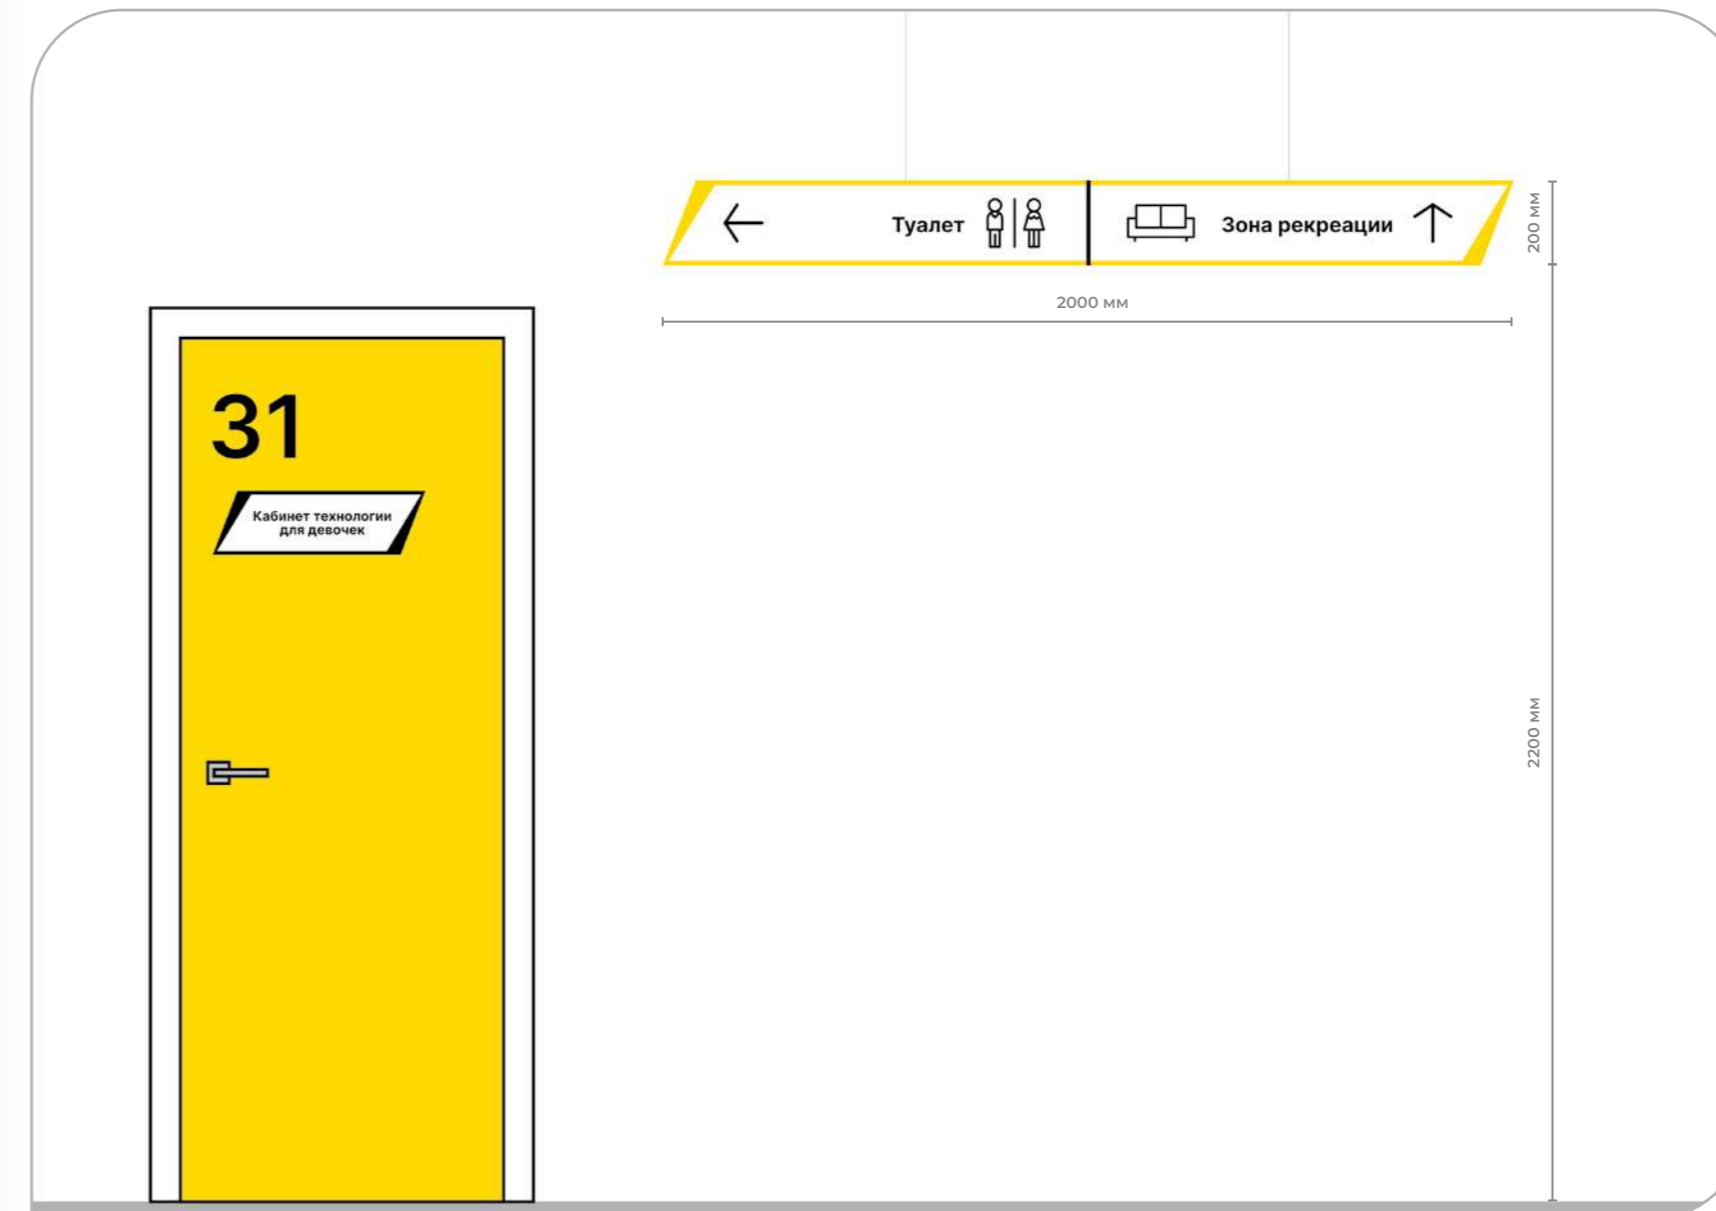 Туалет
Зона рекреации
200 мм
2000 мм
31
Кабинет технологии
для девочек
2200 мм